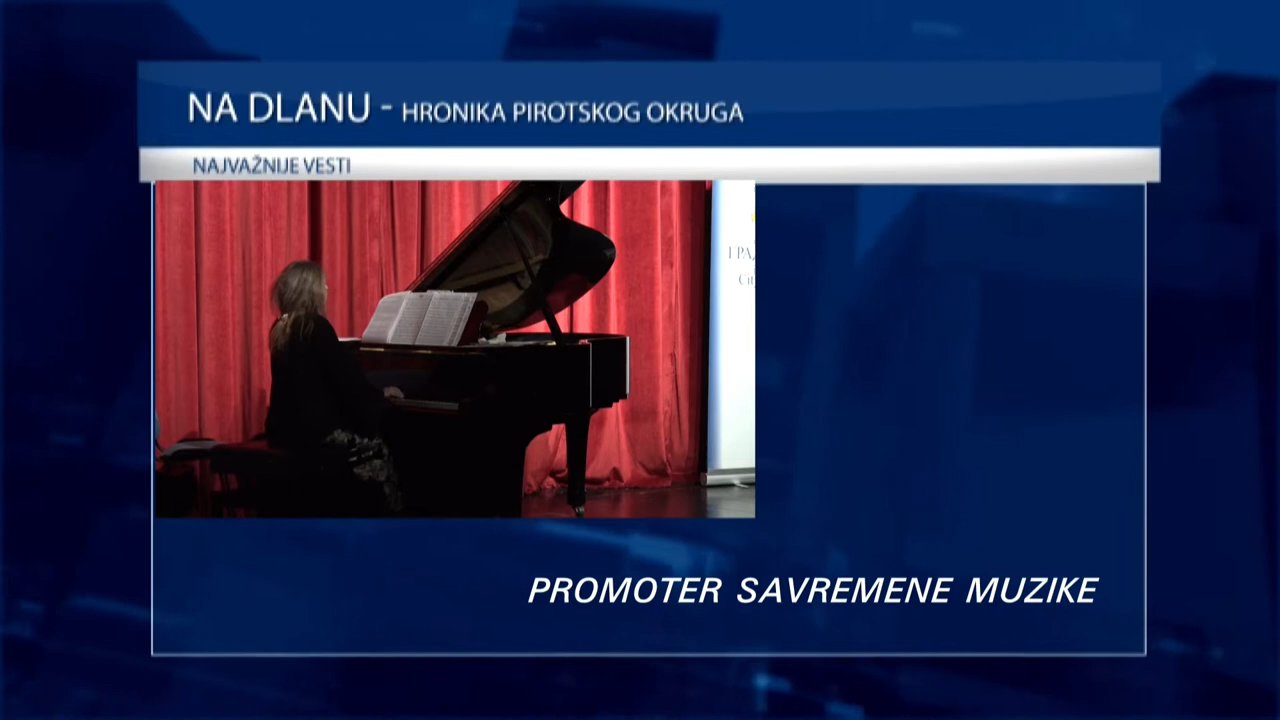 NA DLANU - HRONIKA PIROTSKOG OKRUGA
NAJVAŽNIJE VESTI
PROMOTER SAVREMENE MUZIKE